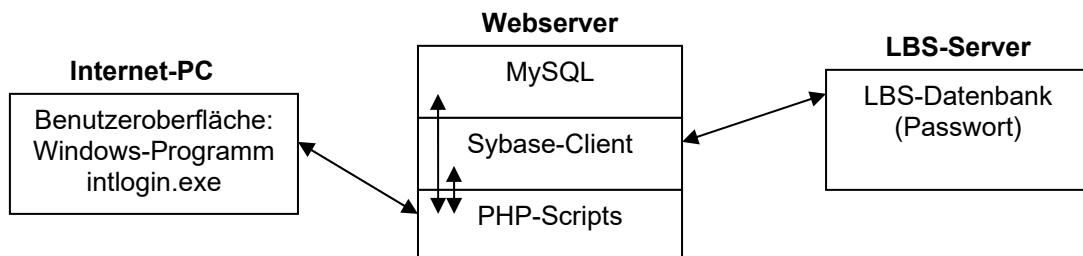 Internet-PC
Benutzeroberfläche:
Windows-Programm
intlogin.exe
Webserver
MySQL
Sybase-Client
PHP-Scripts
LBS-Server
LBS-Datenbank
(Passwort)